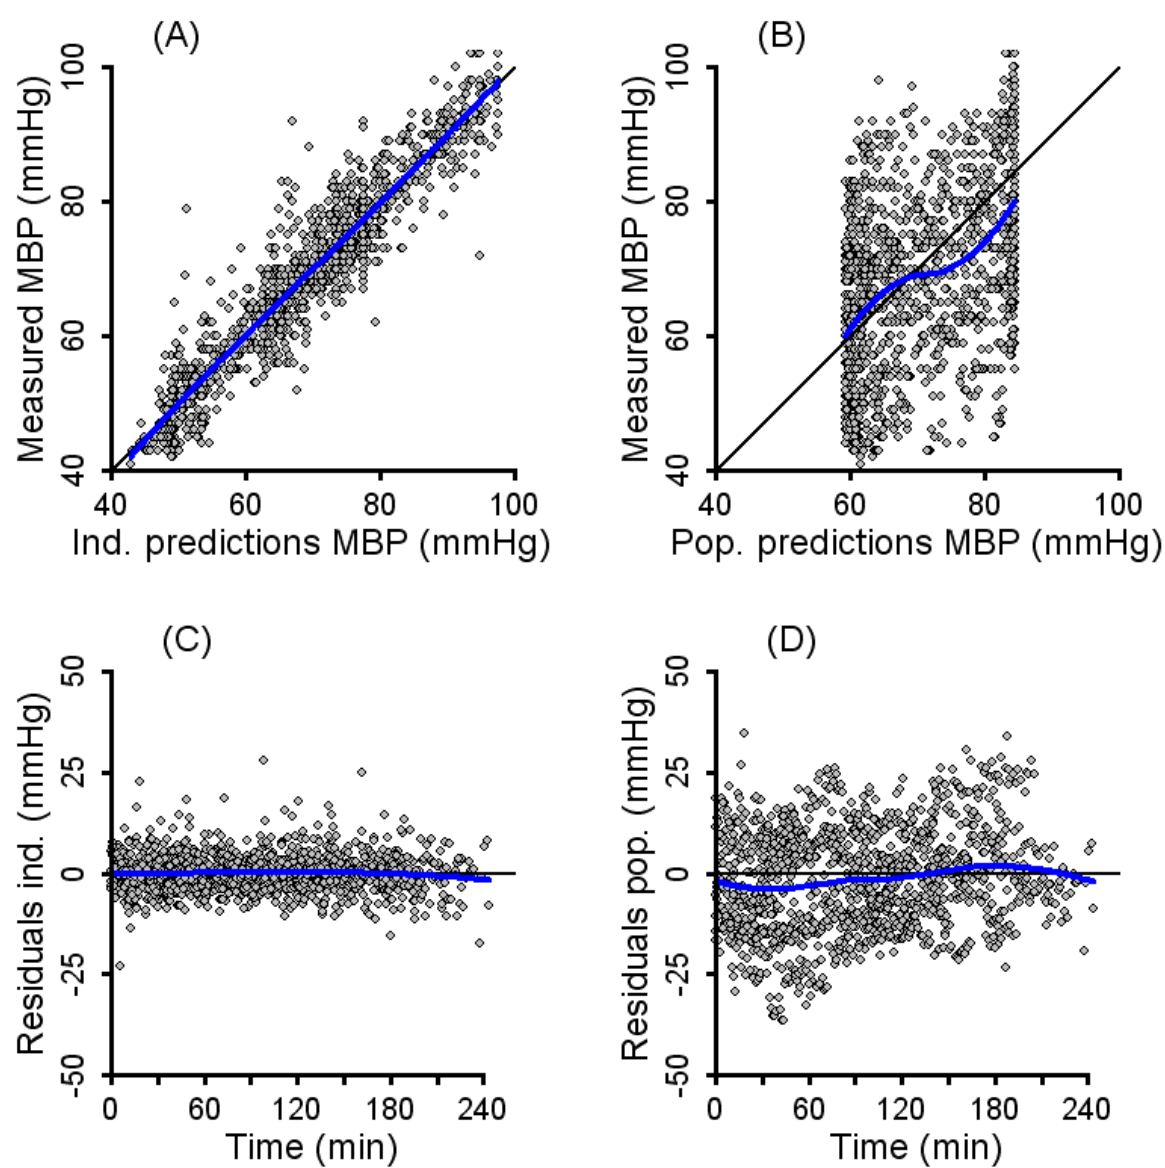 (A)
Measured MBP (mmHg)
100
80
60
40
40 60 80 100
Ind. predictions MBP (mmHg)
(B)
Measured MBP (mmHg)
100
80
60
40
40 60 80 100
Pop. predictions MBP (mmHg)
(C)
Residuals ind. (mmHg)
50
25
0
-25
-50
0 60 120 180 240
Time (min)
(D)
Residuals pop. (mmHg)
50
25
0
-25
-50
0 60 120 180 240
Time (min)